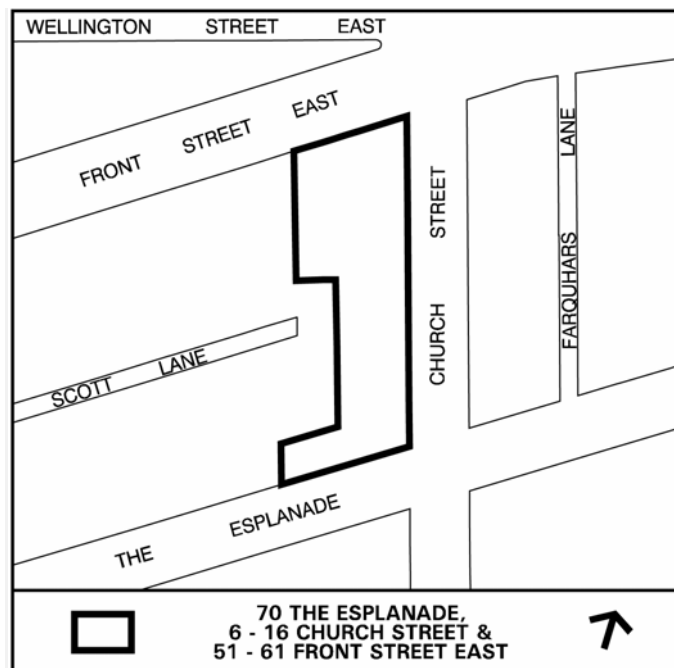 WELLINGTON STREET EAST
FRONT STREET EAST
CHURCH STREET
FARQUHARS LANE
SCOTT LANE
THE ESPLANADE
70 THE ESPLANADE,
6 - 16 CHURCH STREET &
51 - 61 FRONT STREET EAST